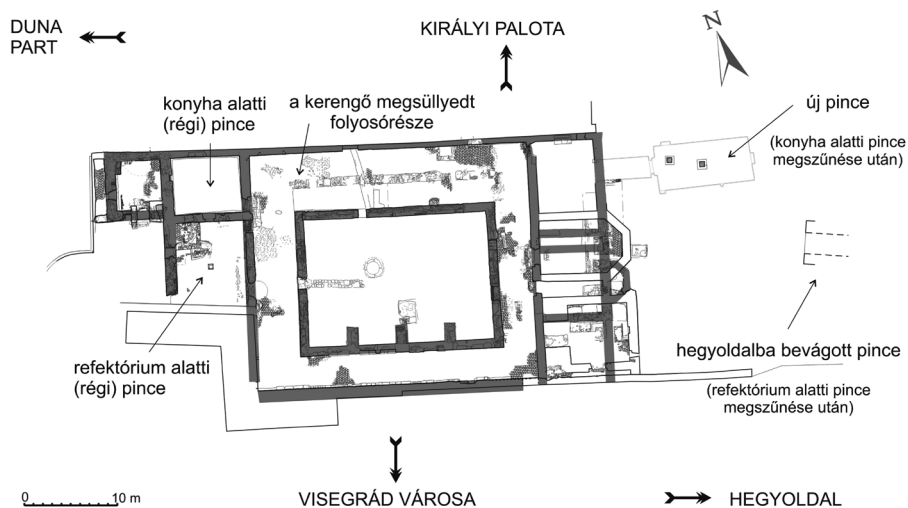 DUNA
PART
KIRÁLYI PALOTA
N
konyha alatti
(régi) pince
a kerengő megsüllyedt
folyosórésze
új pince
(konyha alatti pince
megszűnése után)
refektórium alatti
(régi) pince
hegyoldalba bevágott pince
(refektórium alatti pince
megszűnése után)
0 10 m
VISEGRÁD VÁROSA
HEGYOLDAL